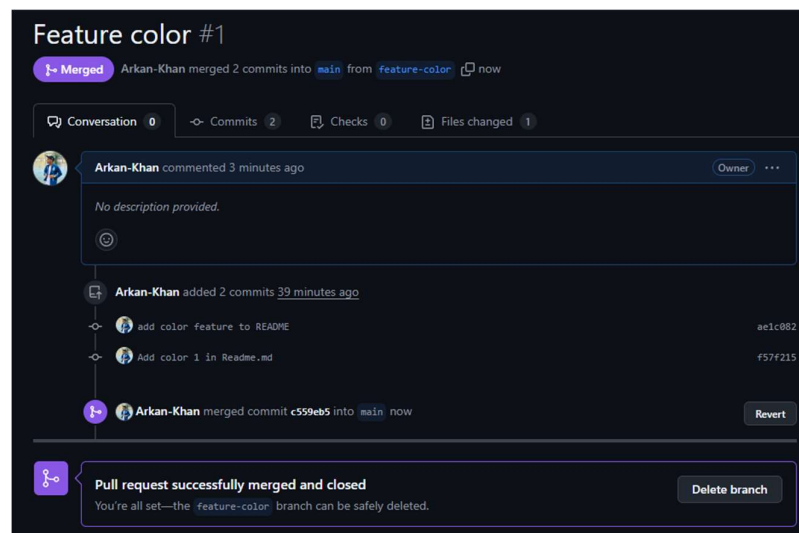 Feature color #1
Merged Arkan-Khan merged 2 commits into main from feature-color now
Conversation 0 Commits 2 Checks 0 Files changed 1
Arkan-Khan commented 3 minutes ago Owner ...
No description provided.
Arkan-Khan added 2 commits 39 minutes ago
add color feature to README ae1c082
Add color 1 in Readme.md f57f215
Arkan-Khan merged commit c559eb5 into main now Revert
Pull request successfully merged and closed
You're all set—the feature-color branch can be safely deleted. Delete branch